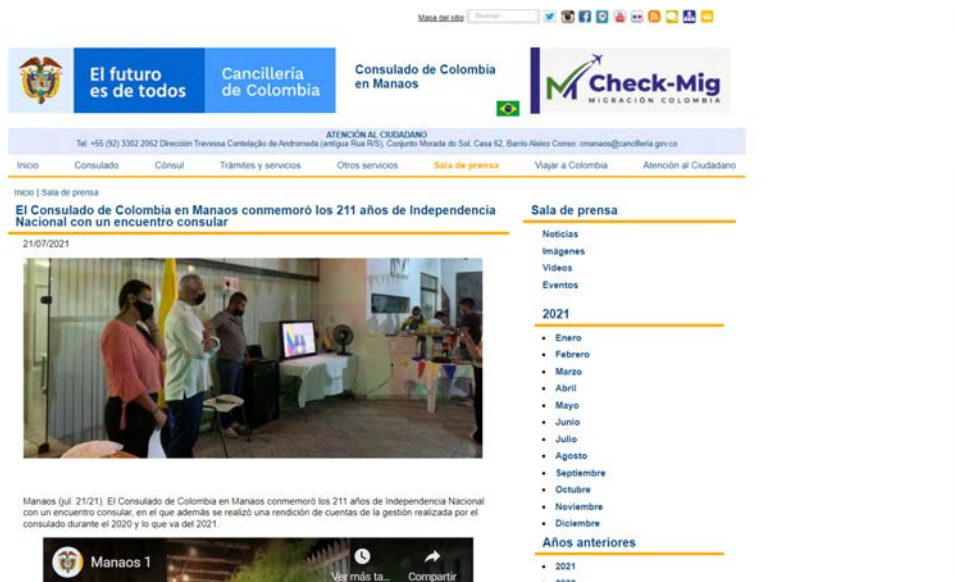 Mapa del sitio
Buscar
El futuro
es de todos
Cancillería
de Colombia
Consulado de Colombia
en Manaos
Check-Mig
MIGRACIÓN COLOMBIA
ATENCIÓN AL CIUDADANO
Tel: +55 (92) 3302 2062 Dirección: Travessa Contelação de Andromeda (antigua Rua R/S), Conjunto Morada do Sol, Casa 62, Barrio Aleixo Correo: cmanaos@cancilleria.gov.co
Inicio Consulado Cónsul Trámites y servicios Otros servicios Sala de prensa Viajar a Colombia Atención al Ciudadano
Inicio | Sala de prensa
El Consulado de Colombia en Manaos conmemoró los 211 años de Independencia
Nacional con un encuentro consular
21/07/2021
Manaos (jul. 21/21). El Consulado de Colombia en Manaos conmemoró los 211 años de Independencia Nacional
con un encuentro consular, en el que además se realizó una rendición de cuentas de la gestión realizada por el
consulado durante el 2020 y lo que va del 2021.
Manaos 1
Ver más ta...
Compartir
Sala de prensa
Noticias
Imágenes
Videos
Eventos
2021
Enero
Febrero
Marzo
Abril
Mayo
Junio
Julio
Agosto
Septiembre
Octubre
Noviembre
Diciembre
Años anteriores
2021